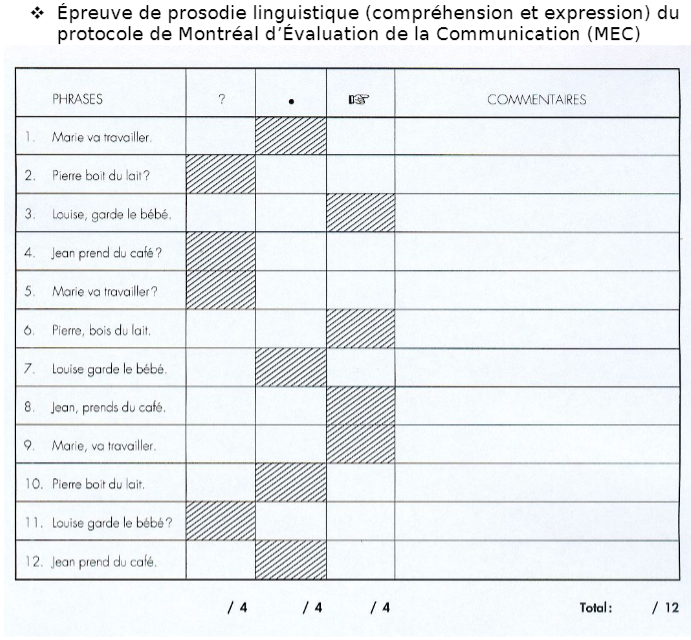 ❖ Épreuve de prosodie linguistique (compréhension et expression) du
protocole de Montréal d’Évaluation de la Communication (MEC)
PHRASES ? • ☞ COMMENTAIRES
1. Marie va travailler.
2. Pierre boit du lait?
3. Louise, garde le bébé.
4. Jean prend du café?
5. Marie va travailler?
6. Pierre, bois du lait.
7. Louise garde le bébé.
8. Jean, prends du café.
9. Marie, va travailler.
10. Pierre boit du lait.
11. Louise garde le bébé?
12. Jean prend du café.
/ 4 / 4 / 4 Total: / 12